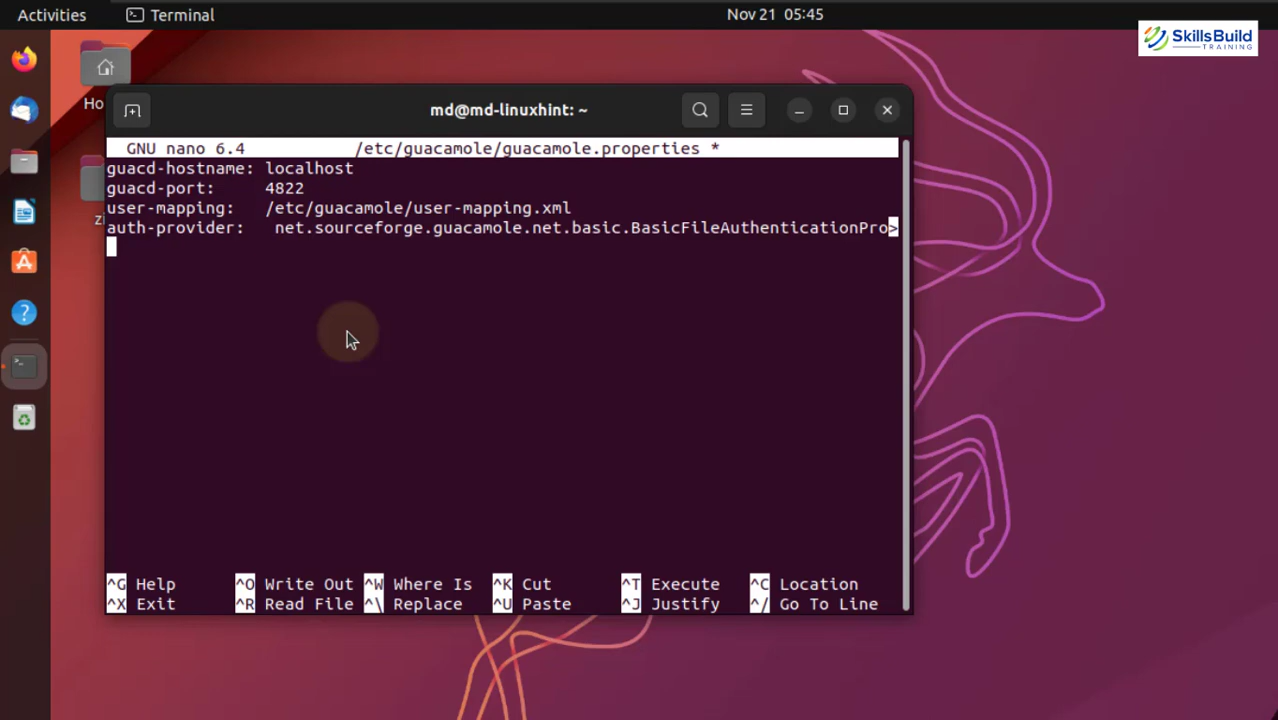 Activities
Terminal
Nov 21 05:45
SkillsBuild
TRAINING
Ho
md@md-linuxhint: ~
GNU nano 6.4 /etc/guacamole/guacamole.properties *
guacd-hostname: localhost
guacd-port: 4822
user-mapping: /etc/guacamole/user-mapping.xml
auth-provider: net.sourceforge.guacamole.net.basic.BasicFileAuthenticationPro>
zi
^G Help ^O Write Out ^W Where Is ^K Cut ^T Execute ^C Location
^X Exit ^R Read File ^\ Replace ^U Paste ^J Justify ^/ Go To Line